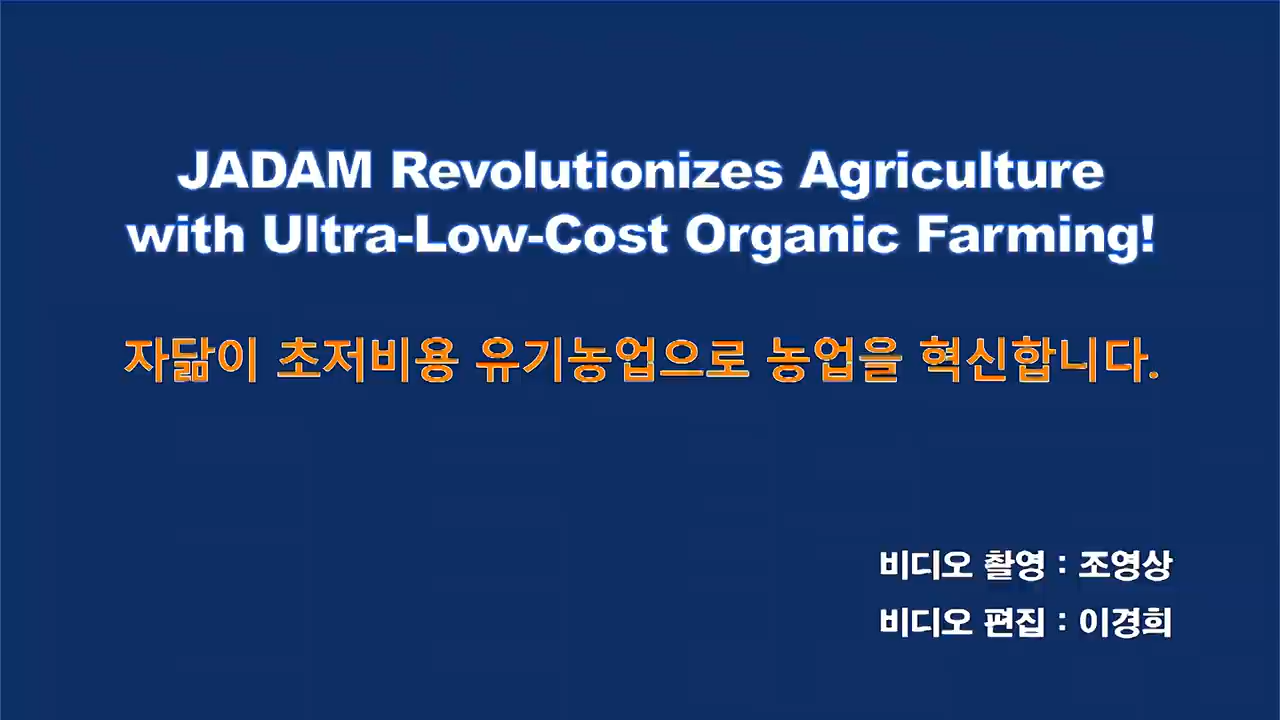 JADAM Revolutionizes Agriculture
with Ultra-Low-Cost Organic Farming!
자닮이 초저비용 유기농업으로 농업을 혁신합니다.
비디오 촬영 : 조영상
비디오 편집 : 이경희